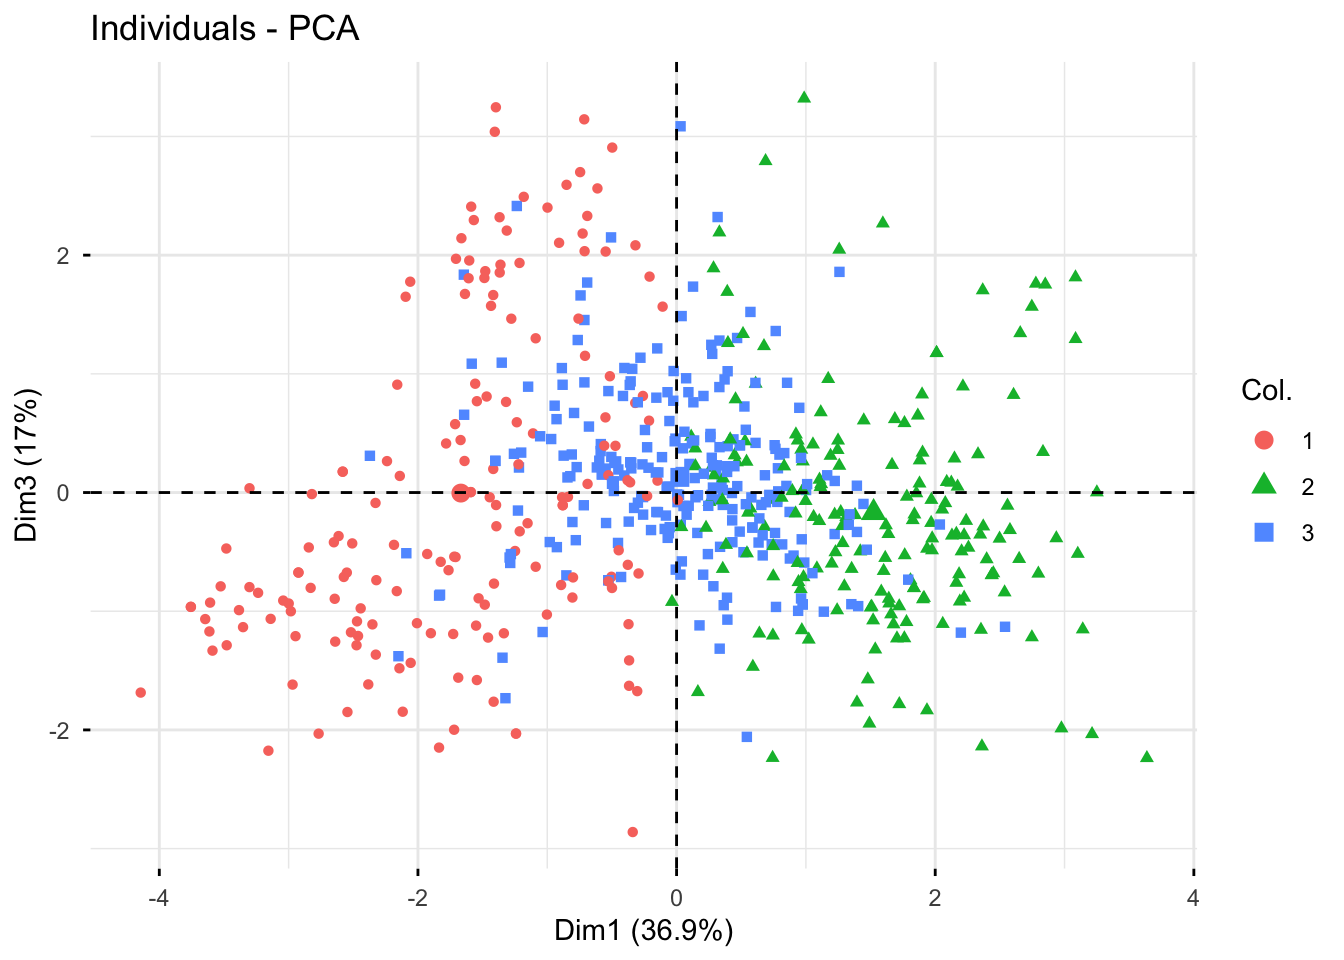 Individuals - PCA
2
0
-2
Dim3 (17%)
-4
-2
0
2
4
Dim1 (36.9%)
Col.
1
2
3